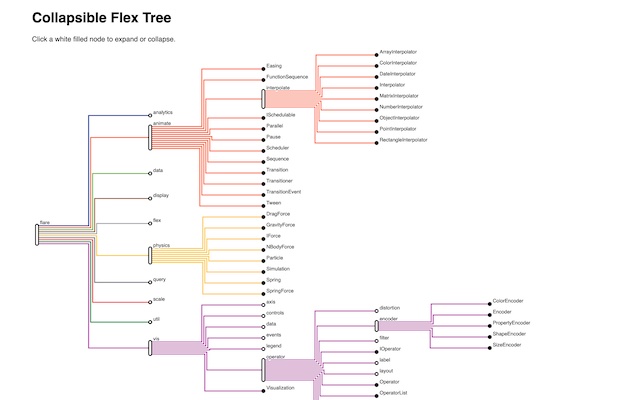 Collapsible Flex Tree
Click a white filled node to expand or collapse.
flare
analytics
animate
data
display
flex
physics
query
scale
util
vis
Easing
FunctionSequence
interpolate
ISchedulable
Parallel
Pause
Scheduler
Sequence
Transition
Transitioner
TransitionEvent
Tween
DragForce
GravityForce
IForce
NBodyForce
Particle
Simulation
Spring
SpringForce
axis
controls
data
events
legend
operator
Visualization
ArrayInterpolator
ColorInterpolator
DateInterpolator
Interpolator
MatrixInterpolator
NumberInterpolator
ObjectInterpolator
PointInterpolator
RectangleInterpolator
distortion
encoder
filter
IOperator
label
layout
Operator
OperatorList
ColorEncoder
Encoder
PropertyEncoder
ShapeEncoder
SizeEncoder